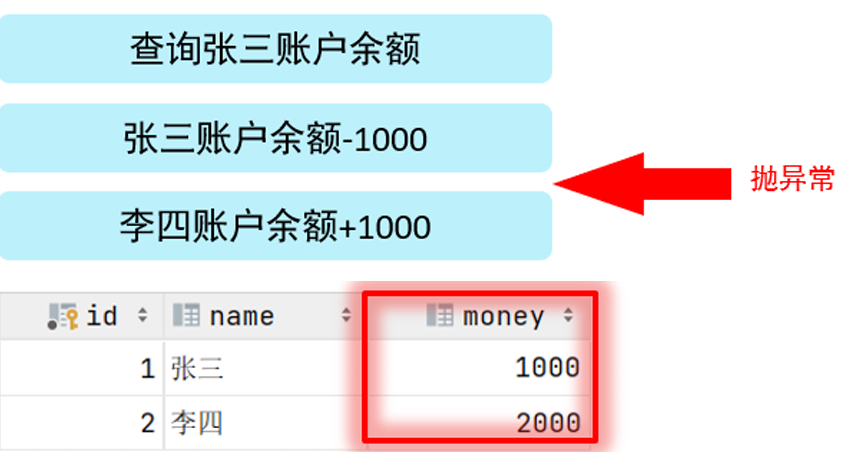 查询张三账户余额
张三账户余额-1000
抛异常
李四账户余额+1000
id name money
1 张三 1000
2 李四 2000